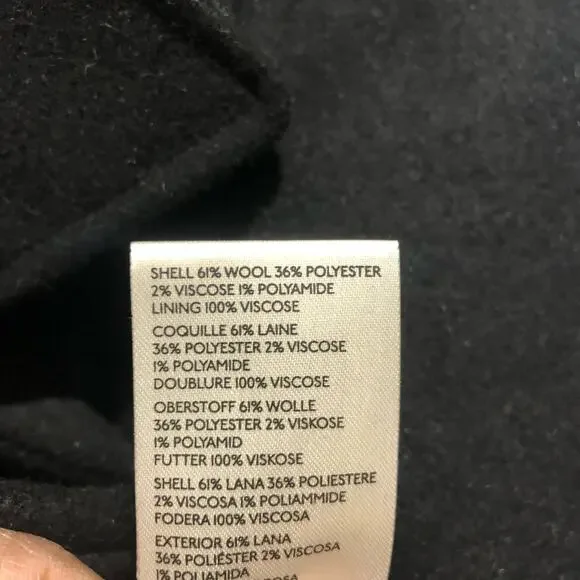 SHELL 61% WOOL 36% POLYESTER
2% VISCOSE 1% POLYAMIDE
LINING 100% VISCOSE
COQUILLE 61% LAINE
36% POLYESTER 2% VISCOSE
1% POLYAMIDE
DOUBLURE 100% VISCOSE
OBERSTOFF 61% WOLLE
36% POLYESTER 2% VISKOSE
1% POLYAMID
FUTTER 100% VISKOSE
SHELL 61% LANA 36% POLIESTERE
2% VISCOSA 1% POLIAMMIDE
FODERA 100% VISCOSA
EXTERIOR 61% LANA
36% POLIÉSTER 2% VISCOSA
1% POLIAMIDA
VISCOSA